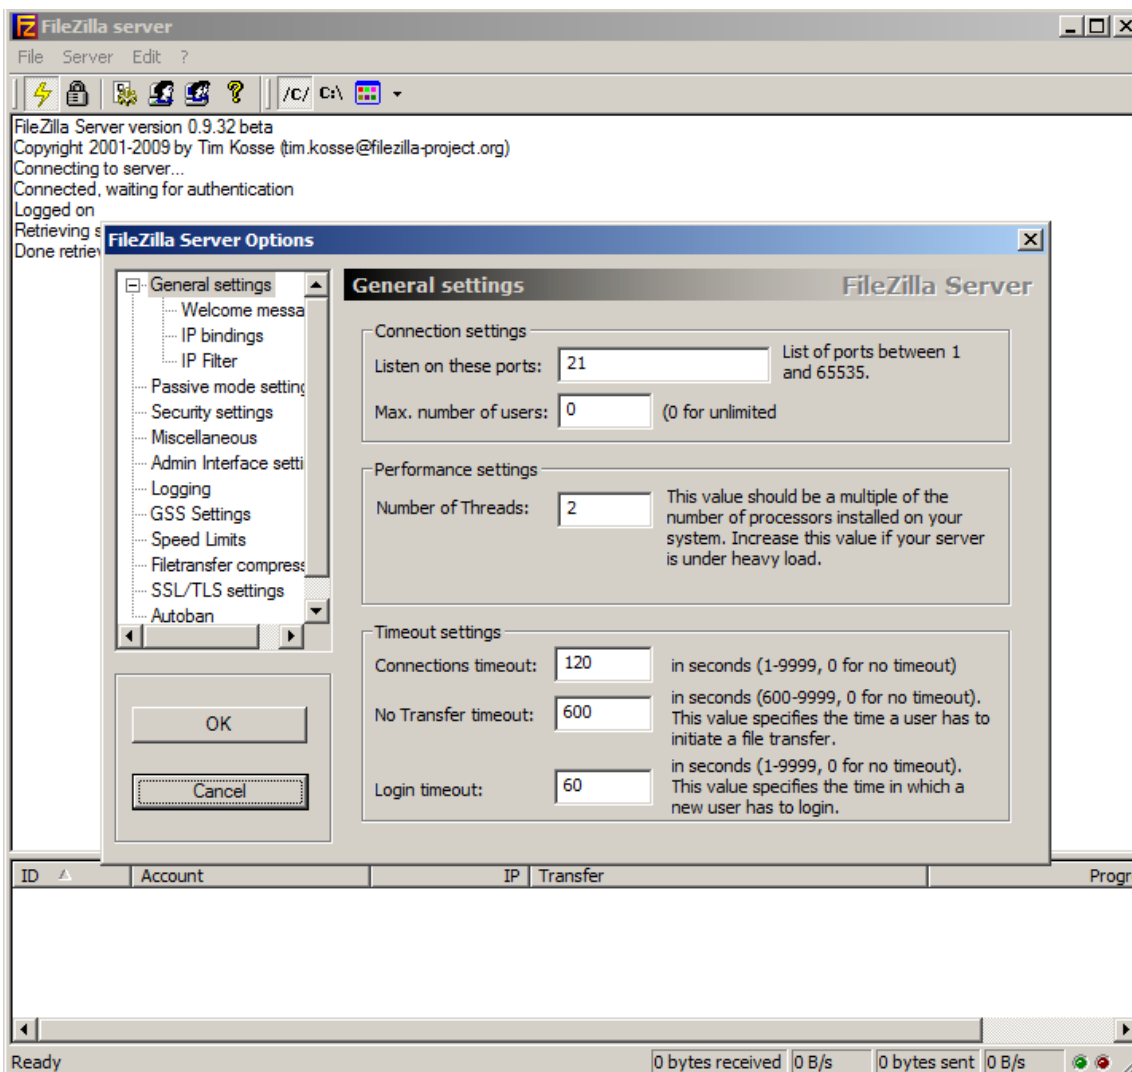 FileZilla server
File Server Edit ?
/C/ C:\
FileZilla Server version 0.9.32 beta
Copyright 2001-2009 by Tim Kosse (tim.kosse@filezilla-project.org)
Connecting to server...
Connected, waiting for authentication
Logged on
Retrieving s
Done retriev
FileZilla Server Options
General settings
Welcome messa
IP bindings
IP Filter
Passive mode setting
Security settings
Miscellaneous
Admin Interface setti
Logging
GSS Settings
Speed Limits
Filetransfer compress
SSL/TLS settings
Autoban
OK
Cancel
General settings FileZilla Server
Connection settings
Listen on these ports: 21 List of ports between 1
and 65535.
Max. number of users: 0 (0 for unlimited
Performance settings
Number of Threads: 2 This value should be a multiple of the
number of processors installed on your
system. Increase this value if your server
is under heavy load.
Timeout settings
Connections timeout: 120 in seconds (1-9999, 0 for no timeout)
No Transfer timeout: 600 in seconds (600-9999, 0 for no timeout).
This value specifies the time a user has to
initiate a file transfer.
Login timeout: 60 in seconds (1-9999, 0 for no timeout).
This value specifies the time in which a
new user has to login.
ID Account IP Transfer Progr
Ready 0 bytes received 0 B/s 0 bytes sent 0 B/s